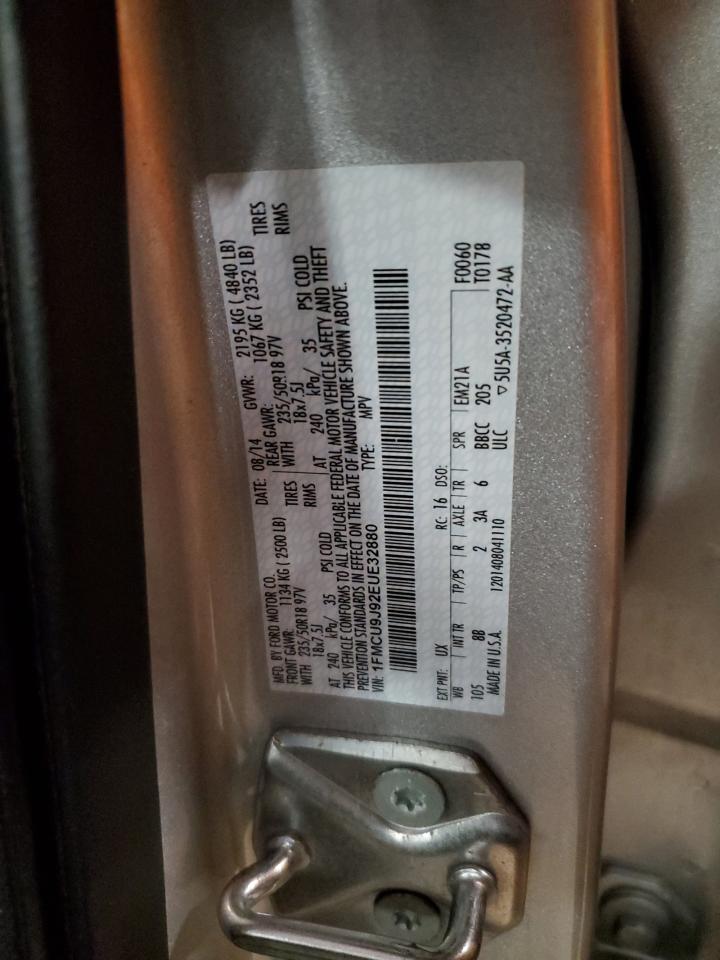 MFD. BY FORD MOTOR CO. DATE: 08/14 GVWR: 2195 KG ( 4840 LB)
FRONT GAWR: 1134 KG ( 2500 LB) REAR GAWR: 1067 KG ( 2352 LB)
WITH 235/50R18 97V TIRES WITH 235/50R18 97V TIRES
18x7.5J RIMS 18x7.5J RIMS
AT 240 kPa/ 35 PSI COLD AT 240 kPa/ 35 PSI COLD
THIS VEHICLE CONFORMS TO ALL APPLICABLE FEDERAL MOTOR VEHICLE SAFETY AND THEFT
PREVENTION STANDARDS IN EFFECT ON THE DATE OF MANUFACTURE SHOWN ABOVE.
VIN: 1FMCU9J92EUE32880 TYPE: MPV
EXT PNT: UX RC: 16 DSO: F0060
WB INT TR TP/PS R AXLE TR SPR EM21A T0178
105 8B 2 3A 6 BBCC 205
ULC ▽5U5A-3520472-AA
MADE IN U.S.A. 1201408041110